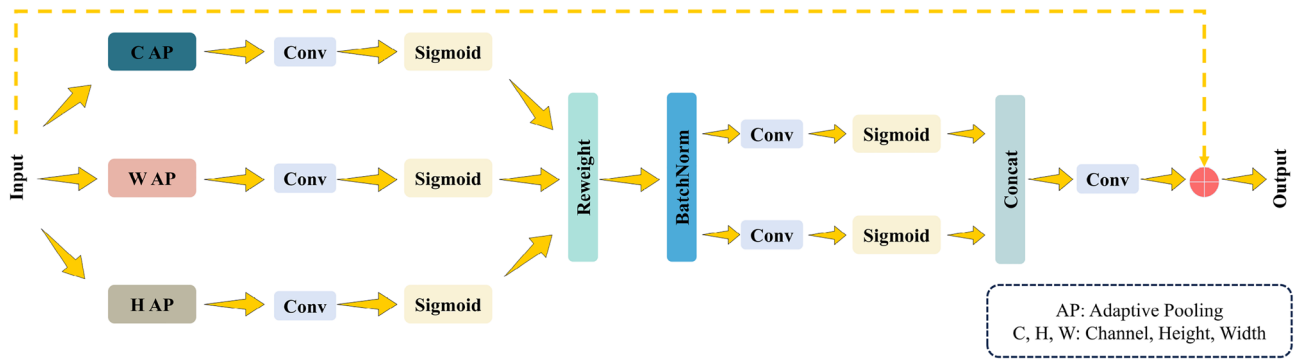 Input
C AP
Conv
Sigmoid
W AP
Conv
Sigmoid
H AP
Conv
Sigmoid
Reweight
BatchNorm
Conv
Sigmoid
Conv
Sigmoid
Concat
Conv
Output
AP: Adaptive Pooling
C, H, W: Channel, Height, Width